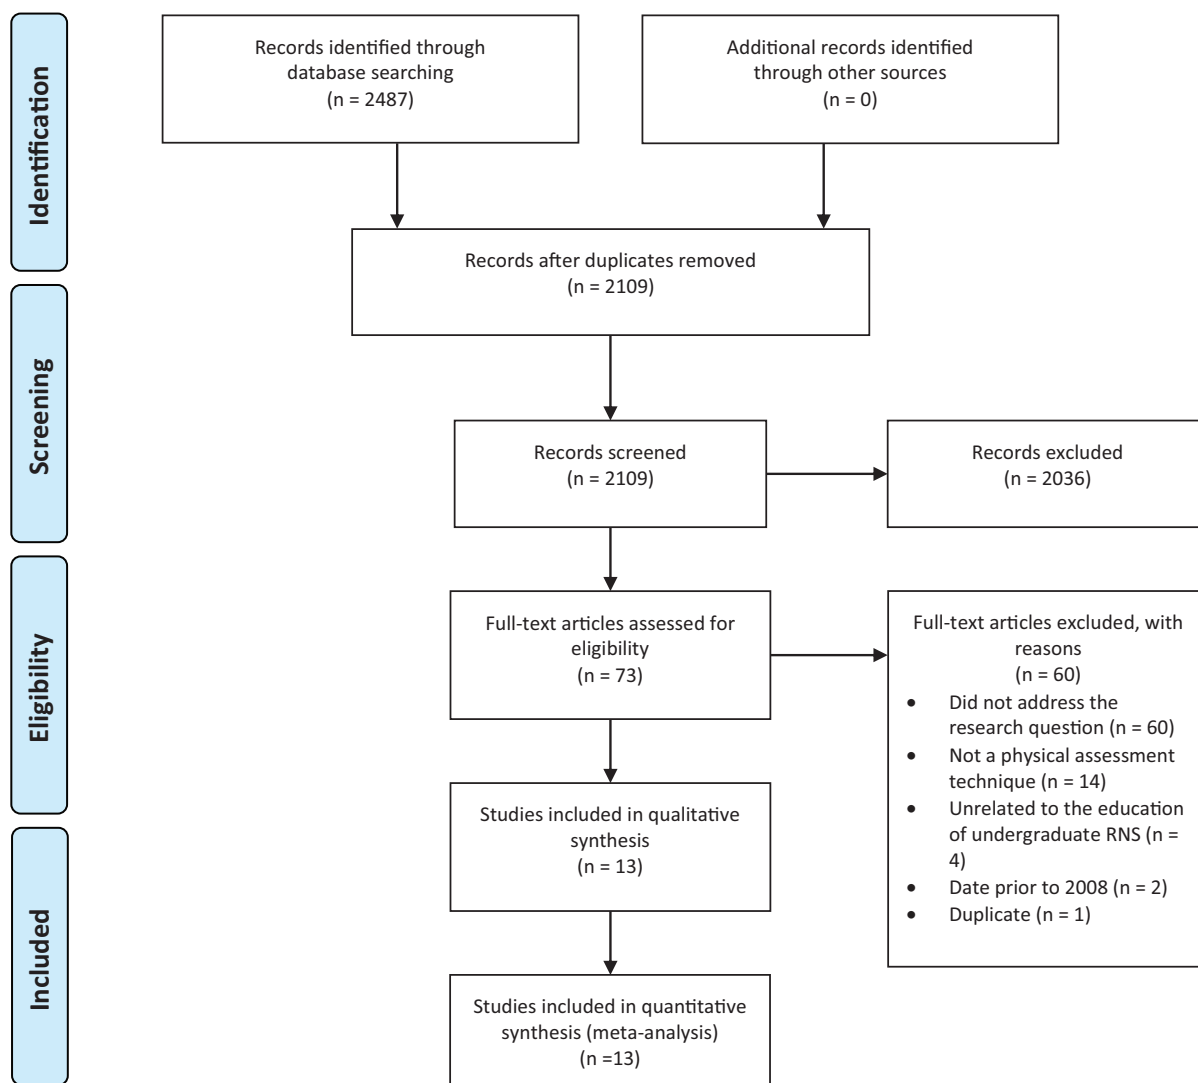 Identification
Records identified through
database searching
(n = 2487)
Additional records identified
through other sources
(n = 0)
Records after duplicates removed
(n = 2109)
Screening
Records screened
(n = 2109)
Records excluded
(n = 2036)
Eligibility
Full-text articles assessed for
eligibility
(n = 73)
Full-text articles excluded, with
reasons
(n = 60)
• Did not address the
research question (n = 60)
• Not a physical assessment
technique (n = 14)
• Unrelated to the education
of undergraduate RNS (n =
4)
• Date prior to 2008 (n = 2)
• Duplicate (n = 1)
Studies included in qualitative
synthesis
(n = 13)
Included
Studies included in quantitative
synthesis (meta-analysis)
(n =13)